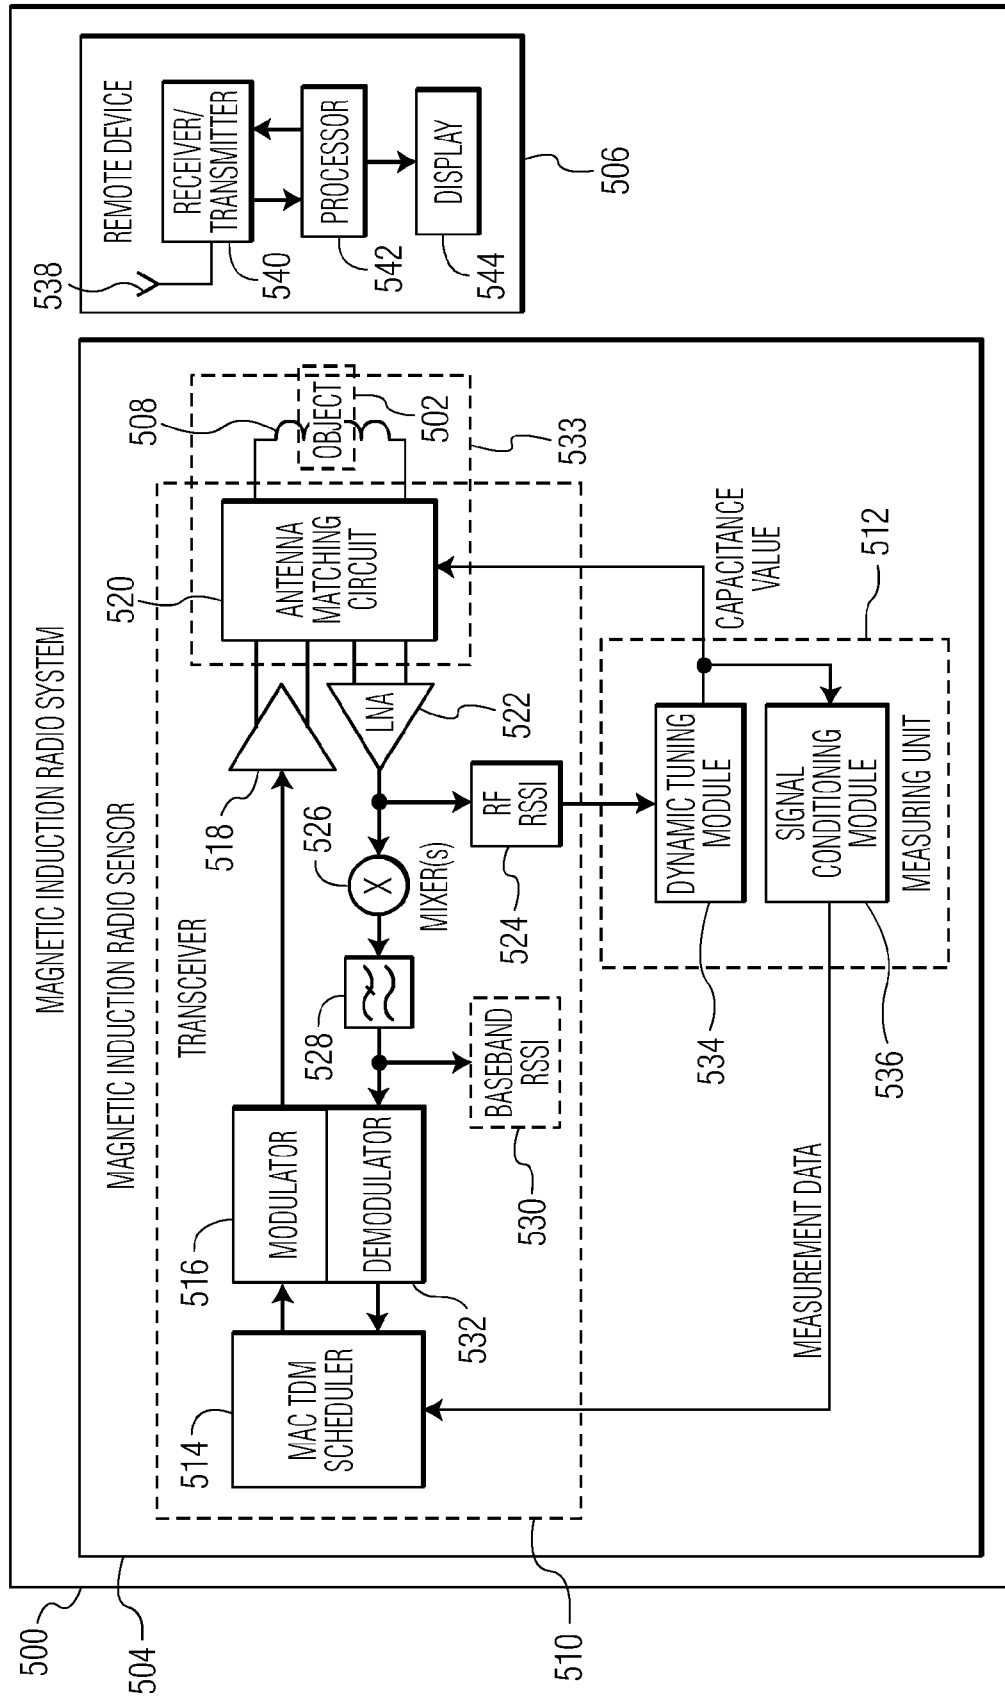 MAGNETIC INDUCTION RADIO SYSTEM
500
504
MAGNETIC INDUCTION RADIO SENSOR
510
TRANSCEIVER
514
MAC TDM
SCHEDULER
516
MODULATOR
DEMODULATOR
532
518
528
526
X
MIXER(S)
530
BASEBAND
RSSI
LNA
522
524
RF
RSSI
520
ANTENNA
MATCHING
CIRCUIT
508
OBJECT
502
533
MEASUREMENT DATA
534
DYNAMIC TUNING
MODULE
536
SIGNAL
CONDITIONING
MODULE
MEASURING UNIT
512
CAPACITANCE
VALUE
538
REMOTE DEVICE
RECEIVER/
TRANSMITTER
540
PROCESSOR
542
DISPLAY
544
506